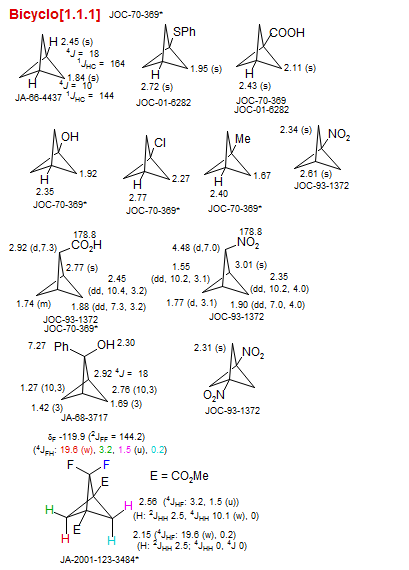 Bicyclo[1.1.1] JOC-70-369*
H 2.45 (s)
⁴J = 18
¹J_HC = 164
1.84 (s)
H ⁴J = 10
JA-66-4437 ¹J_HC = 144
SPh
1.95 (s)
H
2.72 (s)
JOC-01-6282
COOH
2.11 (s)
H
2.43 (s)
JOC-70-369
JOC-01-6282
OH
1.92
H
2.35
JOC-70-369*
Cl
2.27
H
2.77
JOC-70-369*
Me
1.67
H
2.40
JOC-70-369*
2.34 (s) NO₂
2.61 (s)
JOC-93-1372
178.8
2.92 (d,7.3) CO₂H
2.77 (s)
2.45
(dd, 10.4, 3.2)
1.74 (m) 1.88 (dd, 7.3, 3.2)
JOC-93-1372
JOC-70-369*
178.8
4.48 (d,7.0) NO₂
1.55 3.01 (s)
(dd, 10.2, 3.1) 2.35
(dd, 10.2, 4.0)
1.77 (d, 3.1) 1.90 (dd, 7.0, 4.0)
JOC-93-1372
7.27 Ph OH 2.30
2.92 ⁴J = 18
1.27 (10,3) 2.76 (10,3)
1.42 (3) 1.69 (3)
JA-68-3717
2.31 (s) NO₂
O₂N
JOC-93-1372
δ_F -119.9 (²J_FF = 144.2)
(⁴J_FH: 19.6 (w), 3.2, 1.5 (u), 0.2)
F F
E E = CO₂Me
H H 2.56 (⁴J_HF: 3.2, 1.5 (u))
(H: ²J_HH 2.5, ⁴J_HH 10.1 (w), 0)
E
H H 2.15 (⁴J_HF: 19.6 (w), 0.2)
(H: ²J_HH 2.5; ⁴J_HH 0, ⁴J 0)
JA-2001-123-3484*